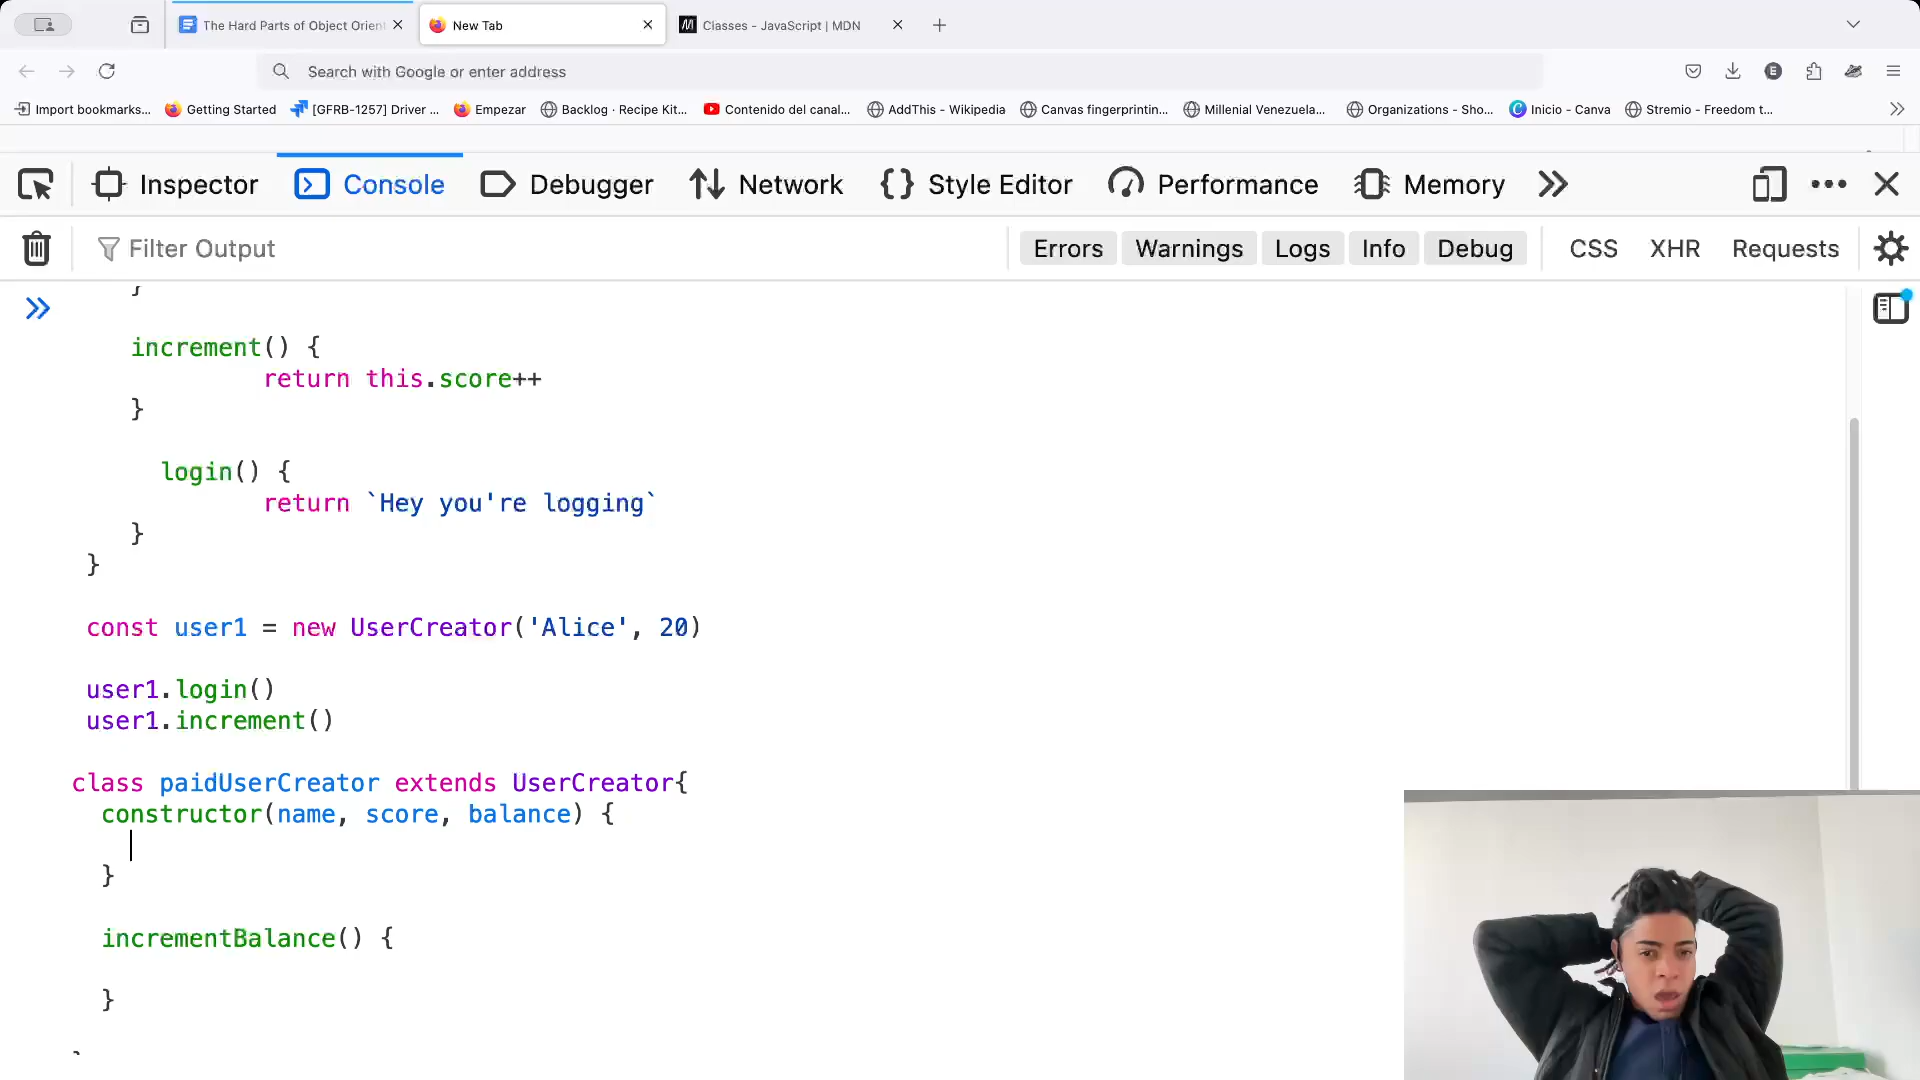 The Hard Parts of Object Orient
New Tab
Classes - JavaScript | MDN
Search with Google or enter address
E
Import bookmarks...
Getting Started
[GFRB-1257] Driver ...
Empezar
Backlog · Recipe Kit...
Contenido del canal...
AddThis - Wikipedia
Canvas fingerprintin...
Millenial Venezuela...
Organizations - Sho...
Inicio - Canva
Stremio - Freedom t...
Inspector
Console
Debugger
Network
Style Editor
Performance
Memory
Filter Output
Errors
Warnings
Logs
Info
Debug
CSS
XHR
Requests
}
increment() {
return this.score++
}
login() {
return `Hey you're logging`
}
}
const user1 = new UserCreator('Alice', 20)
user1.login()
user1.increment()
class paidUserCreator extends UserCreator{
constructor(name, score, balance) {
}
incrementBalance() {
}